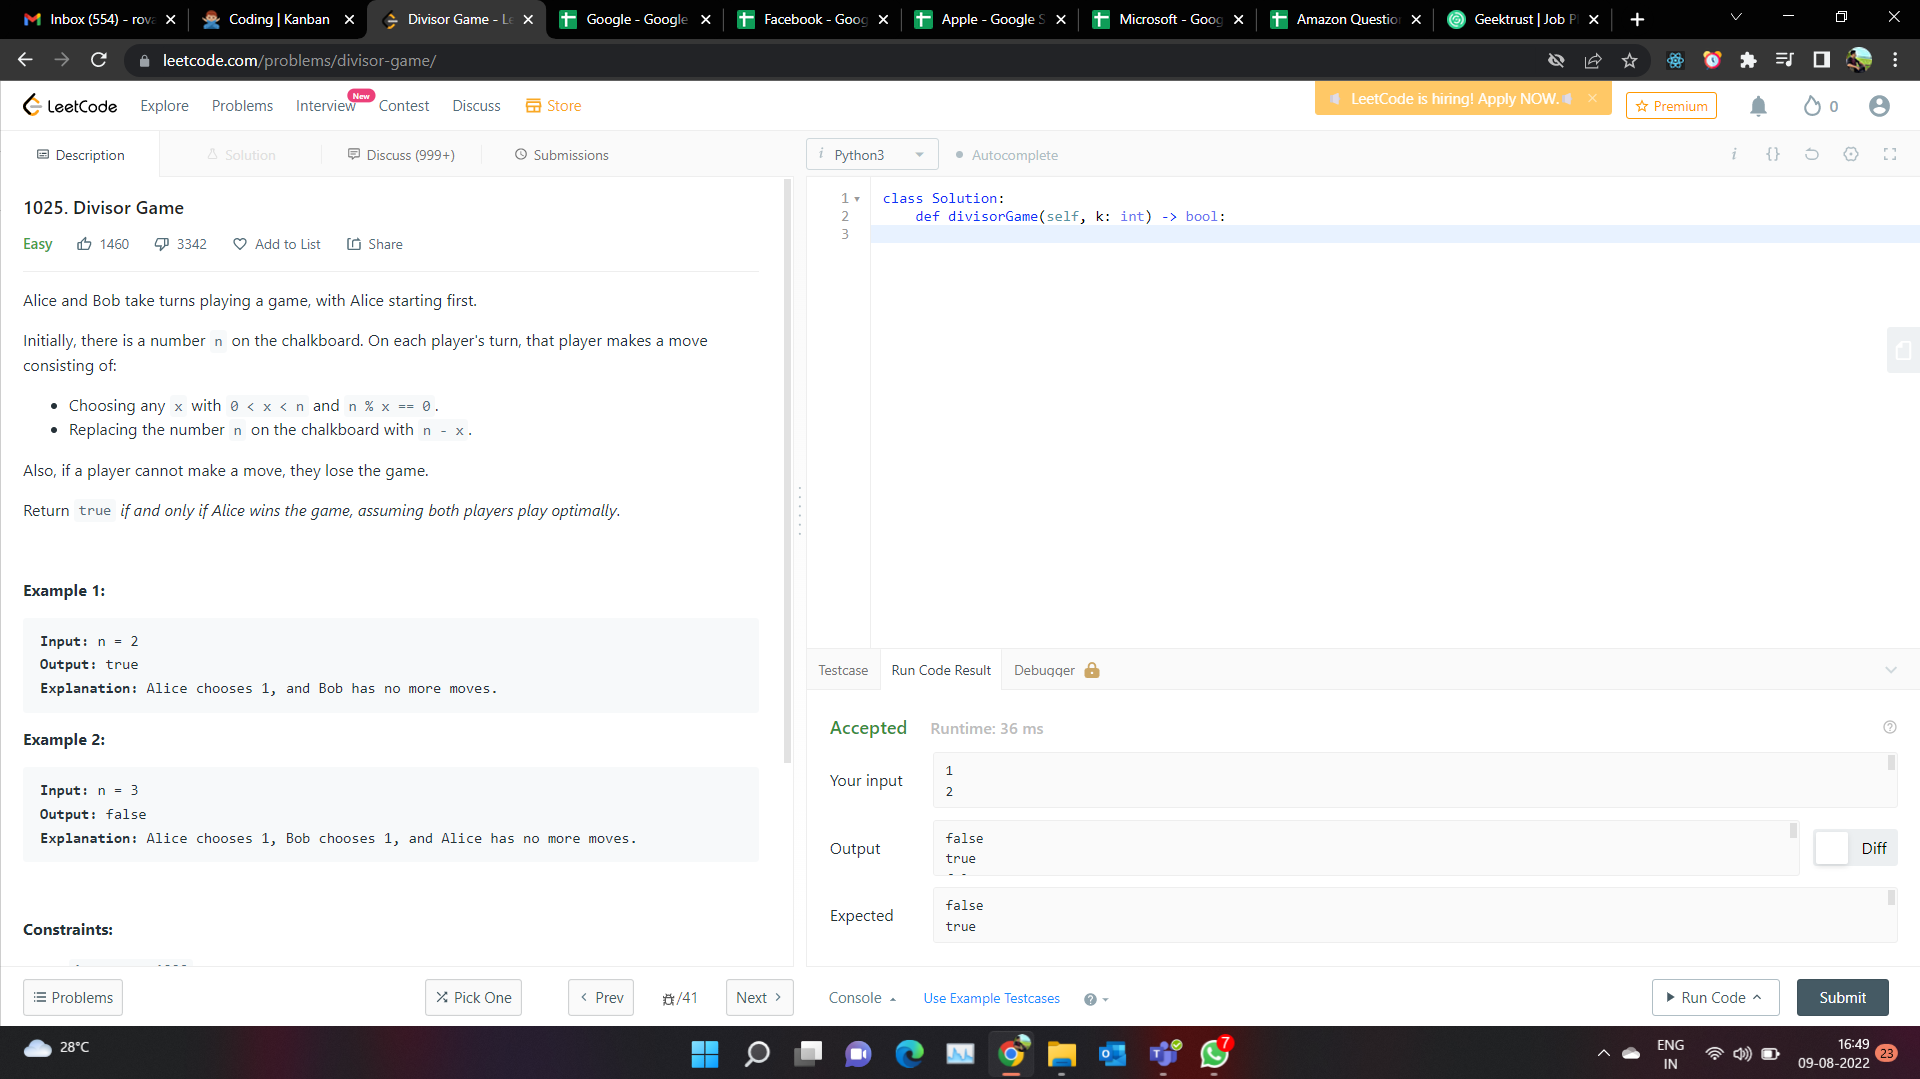 Inbox (554) - rova
Coding | Kanban
Divisor Game - Le
Google - Google
Facebook - Goog
Apple - Google S
Microsoft - Goog
Amazon Question
Geektrust | Job P
leetcode.com/problems/divisor-game/
LeetCode
Explore
Problems
Interview
New
Contest
Discuss
Store
LeetCode is hiring! Apply NOW.
Premium
0
Description
Solution
Discuss (999+)
Submissions
i Python3
Autocomplete
i
{}
1025. Divisor Game
Easy
1460
3342
Add to List
Share
Alice and Bob take turns playing a game, with Alice starting first.
Initially, there is a number n on the chalkboard. On each player's turn, that player makes a move
consisting of:
• Choosing any x with 0 < x < n and n % x == 0.
• Replacing the number n on the chalkboard with n - x.
Also, if a player cannot make a move, they lose the game.
Return true if and only if Alice wins the game, assuming both players play optimally.
Example 1:
Input: n = 2
Output: true
Explanation: Alice chooses 1, and Bob has no more moves.
Example 2:
Input: n = 3
Output: false
Explanation: Alice chooses 1, Bob chooses 1, and Alice has no more moves.
Constraints:
Problems
Pick One
Prev
/41
Next
1 class Solution:
2 def divisorGame(self, k: int) -> bool:
3
Testcase
Run Code Result
Debugger
Accepted
Runtime: 36 ms
Your input
1
2
Output
false
true
Diff
Expected
false
true
Console
Use Example Testcases
Run Code
Submit
28°C
7
ENG
IN
16:49
09-08-2022
23